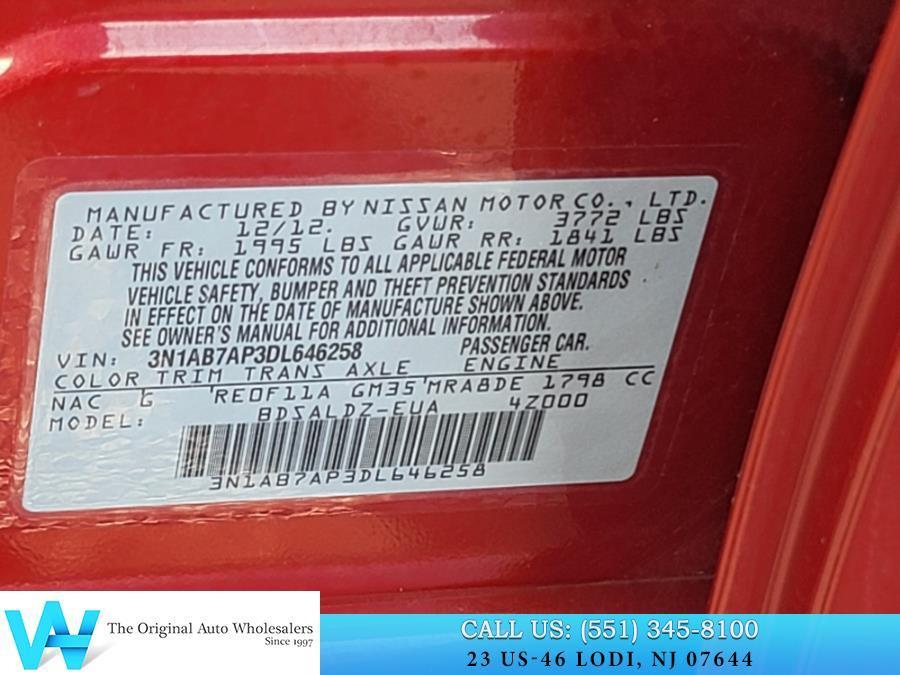 MANUFACTURED BY NISSAN MOTOR CO., LTD.
DATE: 12/12. GVWR: 3772 LBS
GAWR FR: 1995 LBS GAWR RR: 1841 LBS
THIS VEHICLE CONFORMS TO ALL APPLICABLE FEDERAL MOTOR
VEHICLE SAFETY, BUMPER AND THEFT PREVENTION STANDARDS
IN EFFECT ON THE DATE OF MANUFACTURE SHOWN ABOVE.
SEE OWNER'S MANUAL FOR ADDITIONAL INFORMATION.
VIN: 3N1AB7AP3DL646258 PASSENGER CAR.
COLOR TRIM TRANS AXLE ENGINE
NAC G RE0F11A GM35 MRA8DE 1798 CC
MODEL: BDSALDZ-EUA 4Z000
3N1AB7AP3DL646258
The Original Auto Wholesalers
Since 1997
CALL US: (551) 345-8100
23 US-46 LODI, NJ 07644